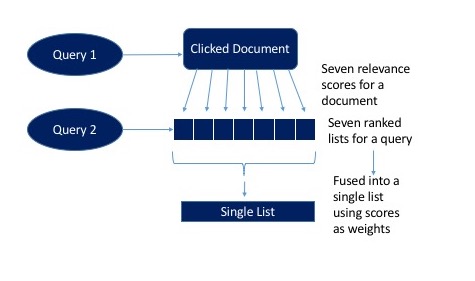 Query 1
Clicked Document
Seven relevance
scores for a
document
Query 2
Seven ranked
lists for a query
Fused into a
single list
using scores
as weights
Single List